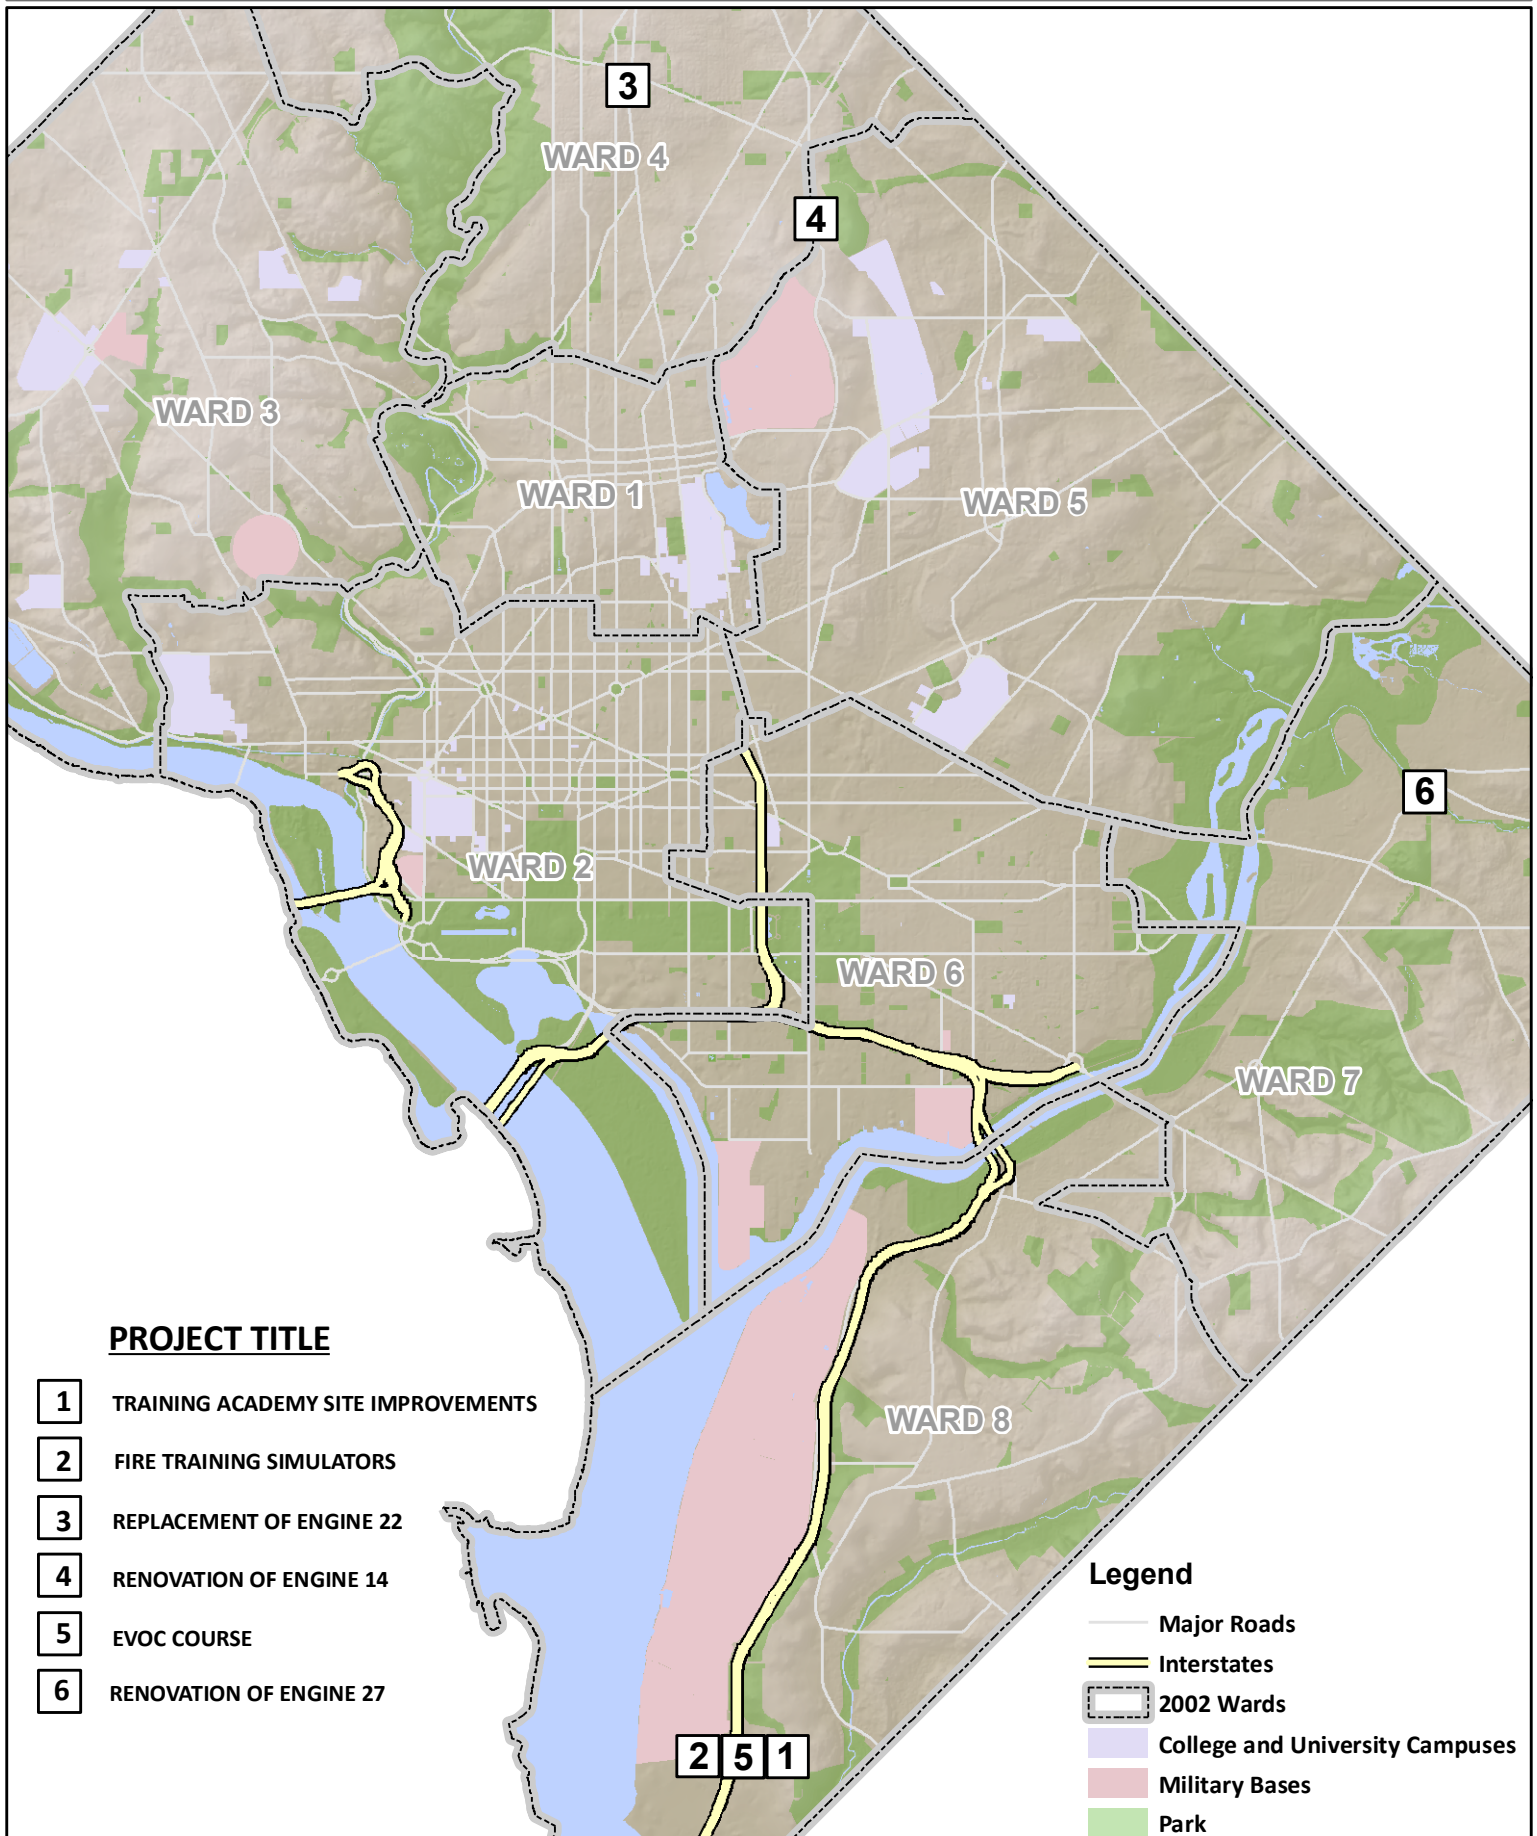 3
WARD 4
4
WARD 3
WARD 1
WARD 5
6
WARD 2
WARD 6
WARD 7
PROJECT TITLE
1 TRAINING ACADEMY SITE IMPROVEMENTS
2 FIRE TRAINING SIMULATORS
3 REPLACEMENT OF ENGINE 22
4 RENOVATION OF ENGINE 14
5 EVOC COURSE
6 RENOVATION OF ENGINE 27
WARD 8
2 5 1
Legend
Major Roads
Interstates
2002 Wards
College and University Campuses
Military Bases
Park